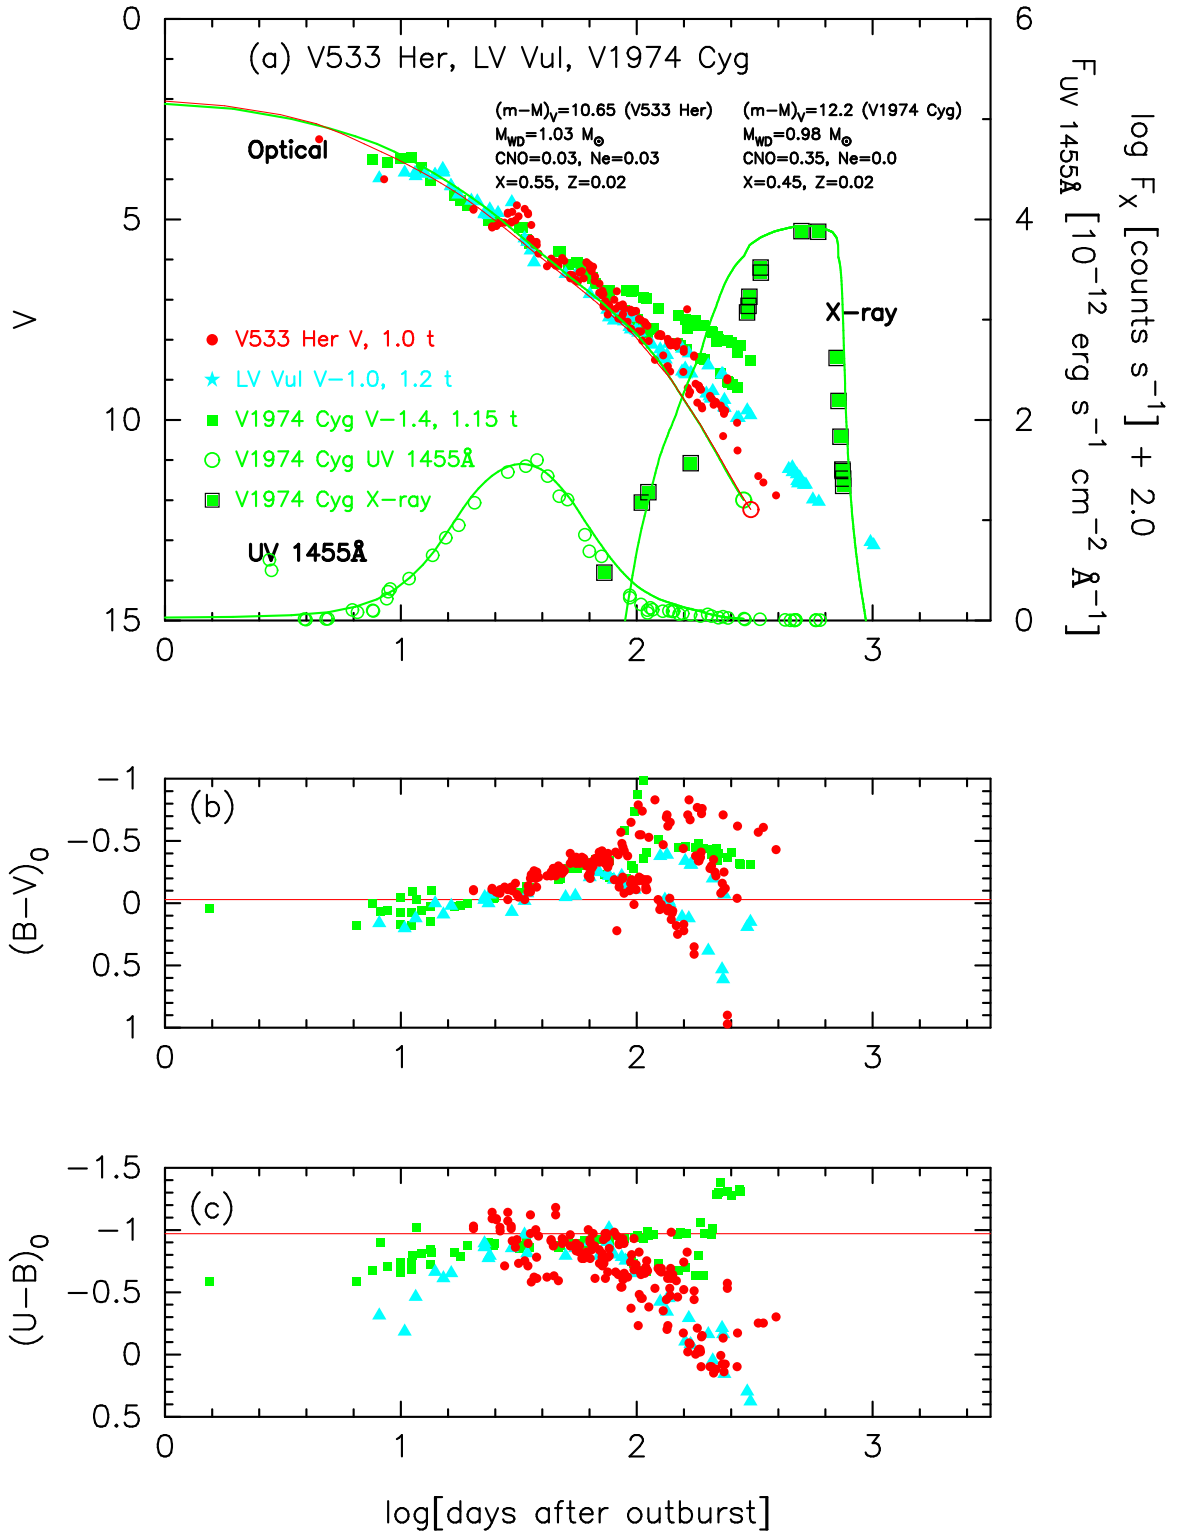 (a) V533 Her, LV Vul, V1974 Cyg
(m-M)V=10.65 (V533 Her)
MWD=1.03 M⊙
CNO=0.03, Ne=0.03
X=0.55, Z=0.02
(m-M)V=12.2 (V1974 Cyg)
MWD=0.98 M⊙
CNO=0.35, Ne=0.0
X=0.45, Z=0.02
Optical
X-ray
V533 Her V, 1.0 t
LV Vul V-1.0, 1.2 t
V1974 Cyg V-1.4, 1.15 t
V1974 Cyg UV 1455Å
V1974 Cyg X-ray
UV 1455Å
V
0
5
10
15
0
1
2
3
6
4
2
0
FUV 1455Å [10−12 erg s−1 cm−2 Å−1]
log FX [counts s−1] + 2.0
(b)
(B−V)0
−1
−0.5
0
0.5
1
0
1
2
3
(c)
(U−B)0
−1.5
−1
−0.5
0
0.5
0
1
2
3
log[days after outburst]